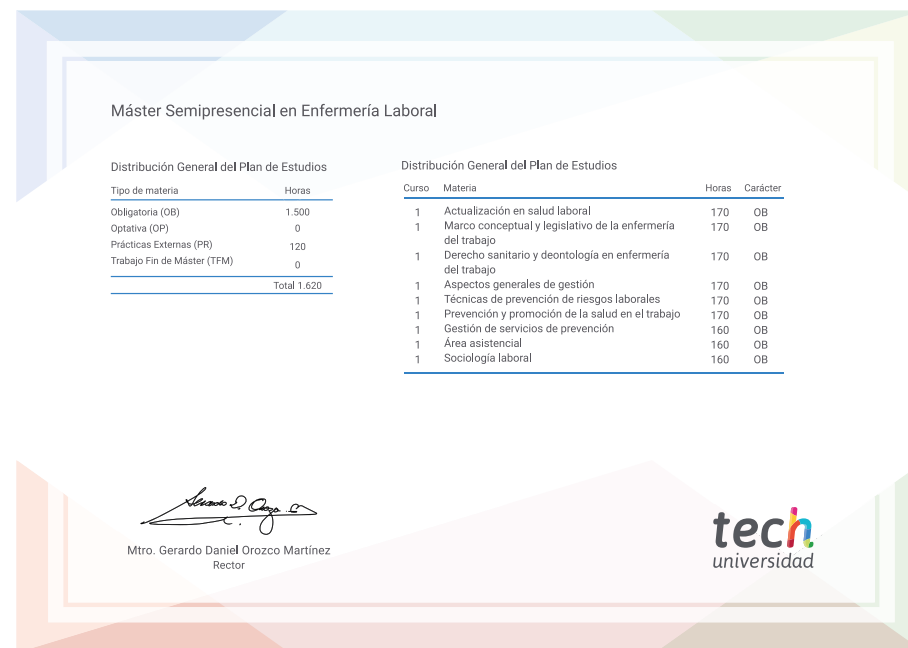 Máster Semipresencial en Enfermería Laboral
Distribución General del Plan de Estudios
Tipo de materia Horas
Obligatoria (OB) 1.500
Optativa (OP) 0
Prácticas Externas (PR) 120
Trabajo Fin de Máster (TFM) 0
Total 1.620
Distribución General del Plan de Estudios
Curso Materia Horas Carácter
1 Actualización en salud laboral 170 OB
1 Marco conceptual y legislativo de la enfermería 170 OB
del trabajo
1 Derecho sanitario y deontología en enfermería 170 OB
del trabajo
1 Aspectos generales de gestión 170 OB
1 Técnicas de prevención de riesgos laborales 170 OB
1 Prevención y promoción de la salud en el trabajo 170 OB
1 Gestión de servicios de prevención 160 OB
1 Área asistencial 160 OB
1 Sociología laboral 160 OB
Mtro. Gerardo Daniel Orozco Martínez
Rector
tech
universidad